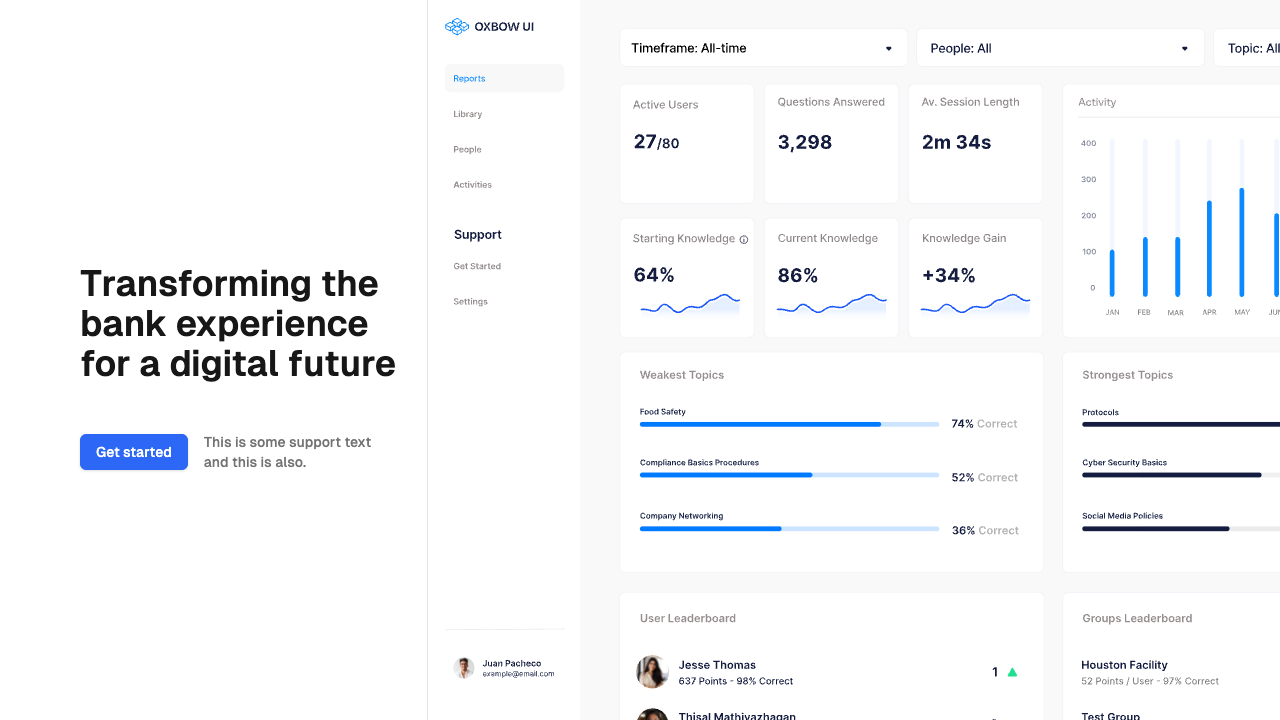 Transforming the
bank experience
for a digital future
Get started
This is some support text
and this is also.
OXBOW UI
Reports
Library
People
Activities
Support
Get Started
Settings
Juan Pacheco
example@email.com
Timeframe: All-time
People: All
Topic: All
Active Users
27/80
Questions Answered
3,298
Av. Session Length
2m 34s
Starting Knowledge
64%
Current Knowledge
86%
Knowledge Gain
+34%
Activity
400
300
200
100
0
JAN FEB MAR APR MAY JUN
Weakest Topics
Food Safety
74% Correct
Compliance Basics Procedures
52% Correct
Company Networking
36% Correct
Strongest Topics
Protocols
Cyber Security Basics
Social Media Policies
User Leaderboard
Jesse Thomas
637 Points - 98% Correct
1
Thisal Mathiyazhagan
Groups Leaderboard
Houston Facility
52 Points / User - 97% Correct
Test Group